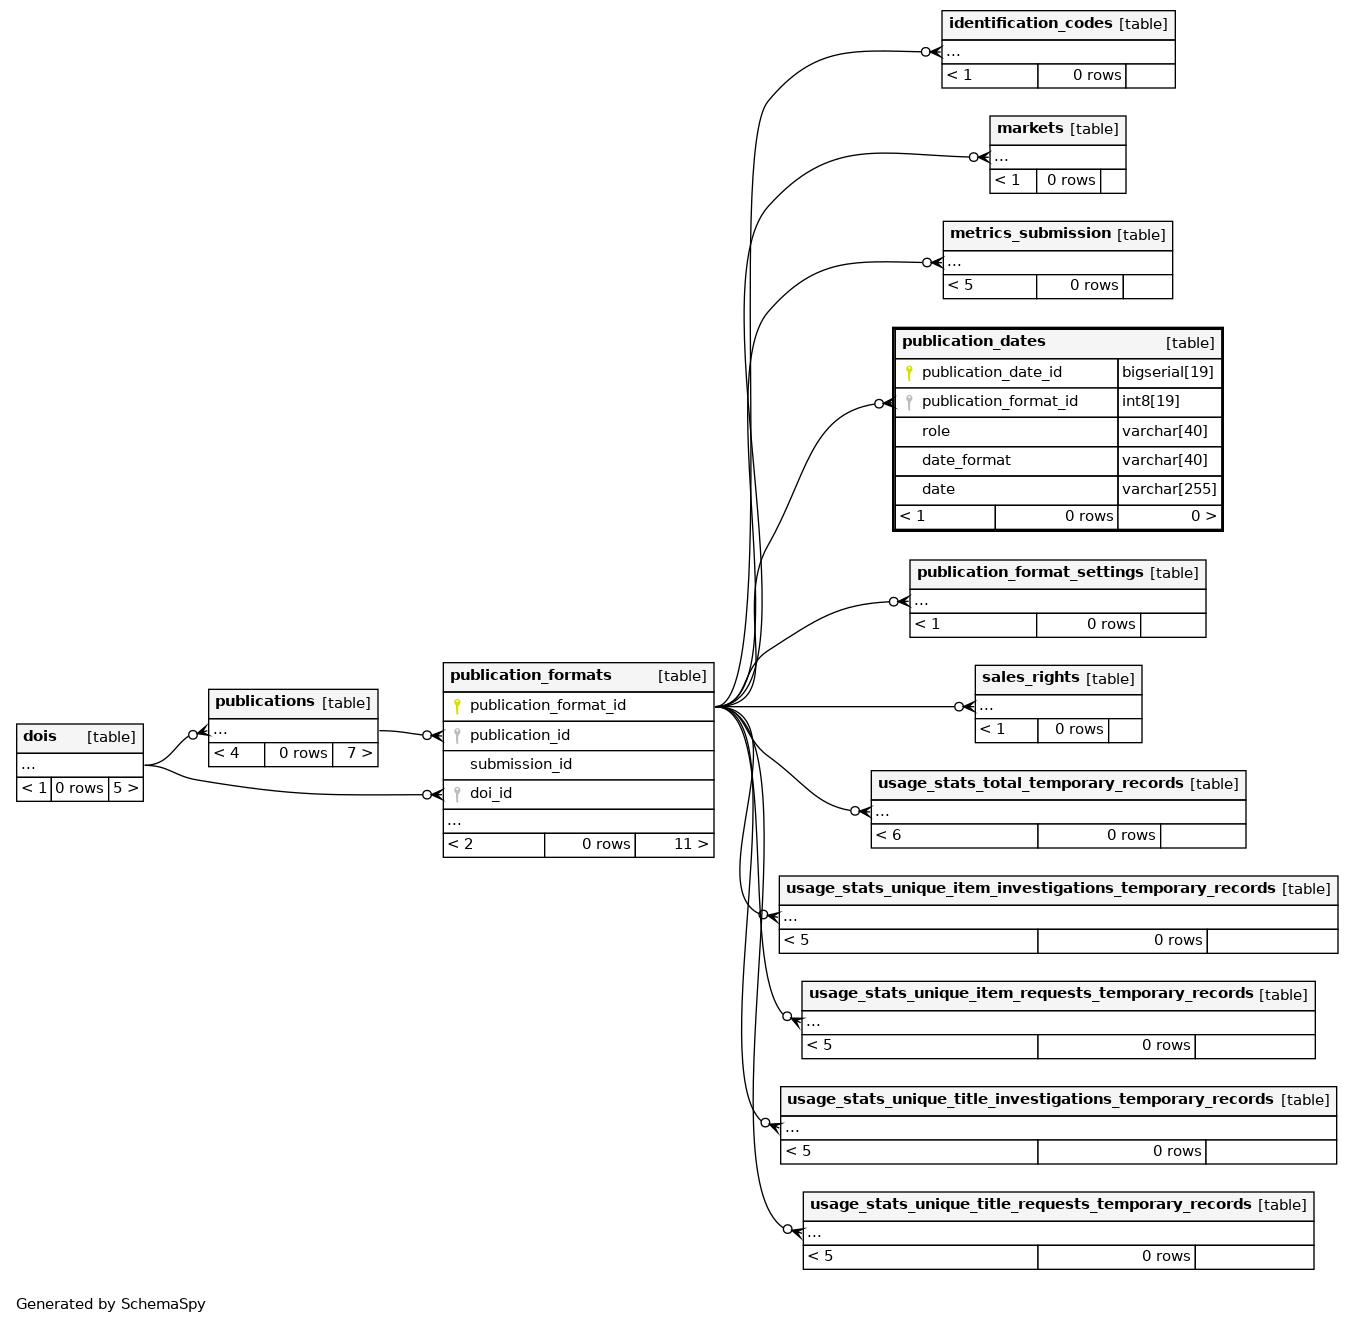 identification_codes [table]
...
< 1 0 rows
markets [table]
...
< 1 0 rows
metrics_submission [table]
...
< 5 0 rows
publication_dates [table]
publication_date_id bigserial[19]
publication_format_id int8[19]
role varchar[40]
date_format varchar[40]
date varchar[255]
< 1 0 rows 0 >
publication_format_settings [table]
...
< 1 0 rows
dois [table]
...
< 1 0 rows 5 >
publications [table]
...
< 4 0 rows 7 >
publication_formats [table]
publication_format_id
publication_id
submission_id
doi_id
...
< 2 0 rows 11 >
sales_rights [table]
...
< 1 0 rows
usage_stats_total_temporary_records [table]
...
< 6 0 rows
usage_stats_unique_item_investigations_temporary_records [table]
...
< 5 0 rows
usage_stats_unique_item_requests_temporary_records [table]
...
< 5 0 rows
usage_stats_unique_title_investigations_temporary_records [table]
...
< 5 0 rows
usage_stats_unique_title_requests_temporary_records [table]
...
< 5 0 rows
Generated by SchemaSpy